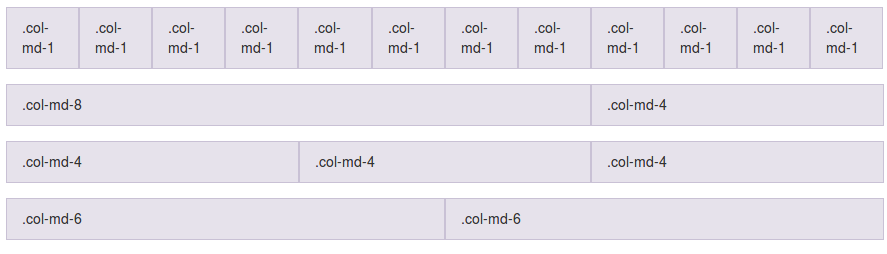 .col- .col- .col- .col- .col- .col- .col- .col- .col- .col- .col- .col-
md-1 md-1 md-1 md-1 md-1 md-1 md-1 md-1 md-1 md-1 md-1 md-1
.col-md-8 .col-md-4
.col-md-4 .col-md-4 .col-md-4
.col-md-6 .col-md-6